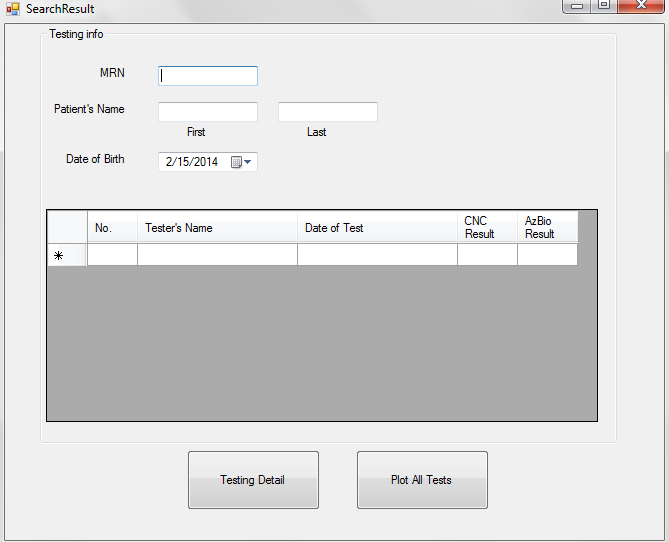 SearchResult
Testing info
MRN
Patient's Name
First Last
Date of Birth 2/15/2014
No. Tester's Name Date of Test CNC Result AzBio Result
Testing Detail Plot All Tests